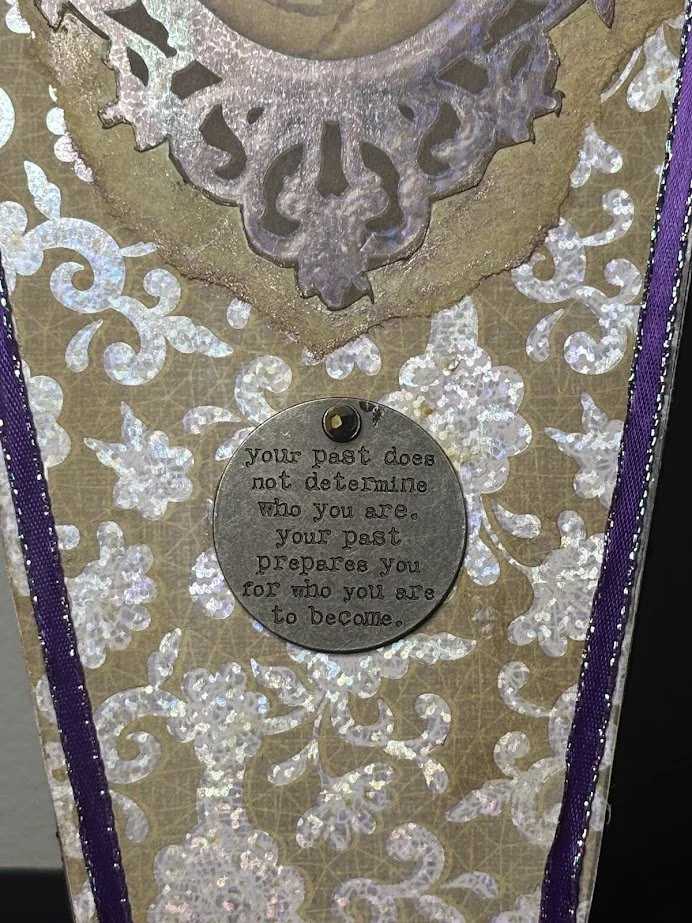 your past does
not determine
who you are.
your past
prepares you
for who you are
to become.